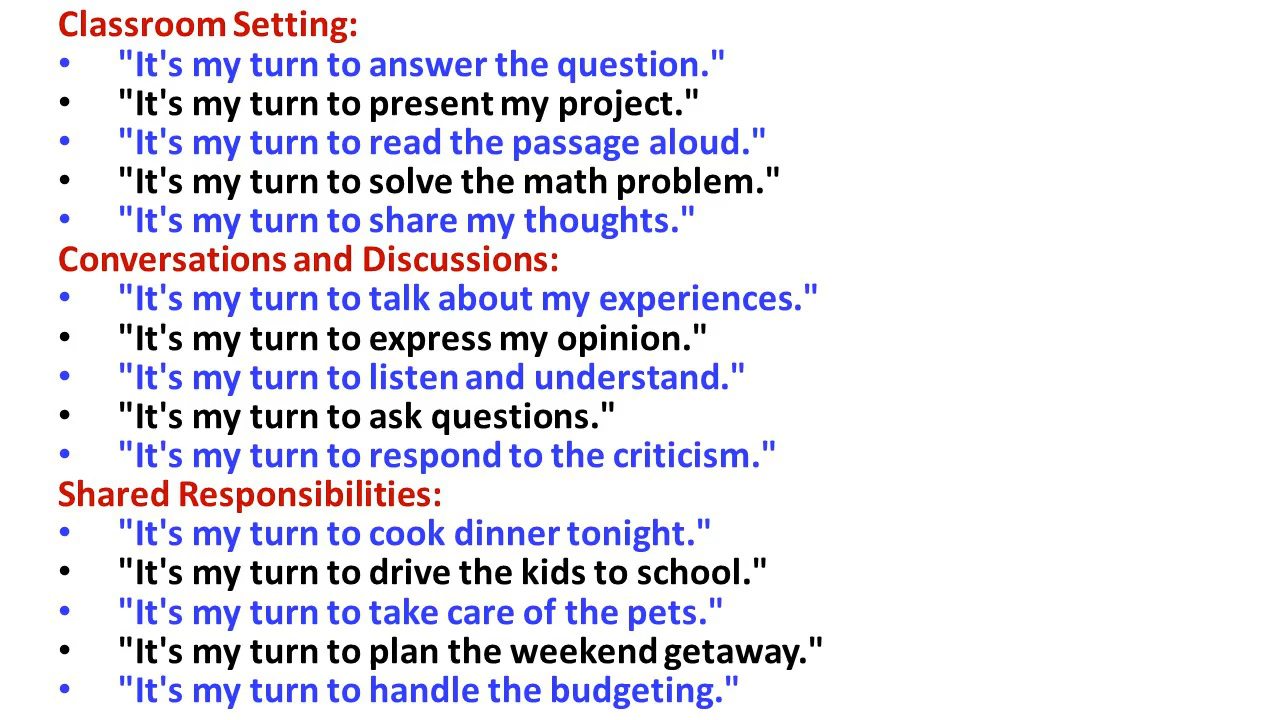 Classroom Setting:
• "It's my turn to answer the question."
• "It's my turn to present my project."
• "It's my turn to read the passage aloud."
• "It's my turn to solve the math problem."
• "It's my turn to share my thoughts."
Conversations and Discussions:
• "It's my turn to talk about my experiences."
• "It's my turn to express my opinion."
• "It's my turn to listen and understand."
• "It's my turn to ask questions."
• "It's my turn to respond to the criticism."
Shared Responsibilities:
• "It's my turn to cook dinner tonight."
• "It's my turn to drive the kids to school."
• "It's my turn to take care of the pets."
• "It's my turn to plan the weekend getaway."
• "It's my turn to handle the budgeting."